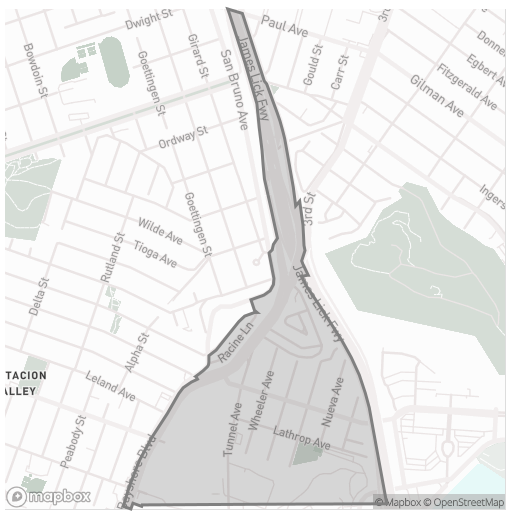 Dwight St
Paul Ave
3rd
Bowdoin St
Goettingen St
Girard St
San Bruno Ave
James Lick Fwy
Gould St
Carr St
Donne
Egbert Av
Fitzgerald Ave
Gilman Ave
Ordway St
Ingers
Goettingen St
3rd St
Wilde Ave
Tioga Ave
Rutland St
Delta St
James Lick Fwy
Racine Ln
Alpha St
TACION
ALLEY
Leland Ave
Wheeler Ave
Nueva Ave
Tunnel Ave
Lathrop Ave
Peabody St
Bayshore Blvd
mapbox
© Mapbox © OpenStreetMap